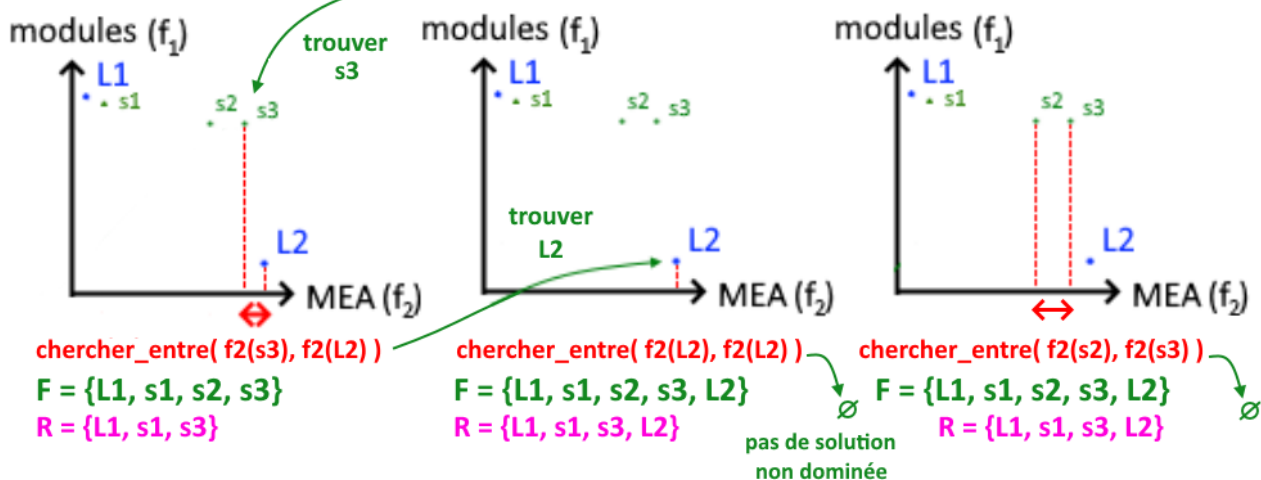 modules (f1)
L1
s1
trouver
s3
s2
s3
L2
MEA (f2)
chercher_entre( f2(s3), f2(L2) )
F = {L1, s1, s2, s3}
R = {L1, s1, s3}
modules (f1)
L1
s1
s2
s3
trouver
L2
L2
MEA (f2)
chercher_entre( f2(L2), f2(L2) )
F = {L1, s1, s2, s3, L2}
R = {L1, s1, s3, L2}
∅
pas de solution
non dominée
modules (f1)
L1
s1
s2
s3
L2
MEA (f2)
chercher_entre( f2(s2), f2(s3) )
F = {L1, s1, s2, s3, L2}
R = {L1, s1, s3, L2}
∅